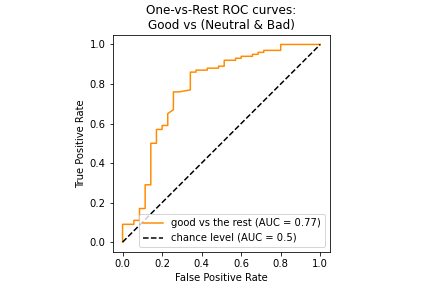 One-vs-Rest ROC curves:
Good vs (Neutral & Bad)
1.0
0.8
0.6
0.4
0.2
0.0
True Positive Rate
good vs the rest (AUC = 0.77)
chance level (AUC = 0.5)
0.0 0.2 0.4 0.6 0.8 1.0
False Positive Rate